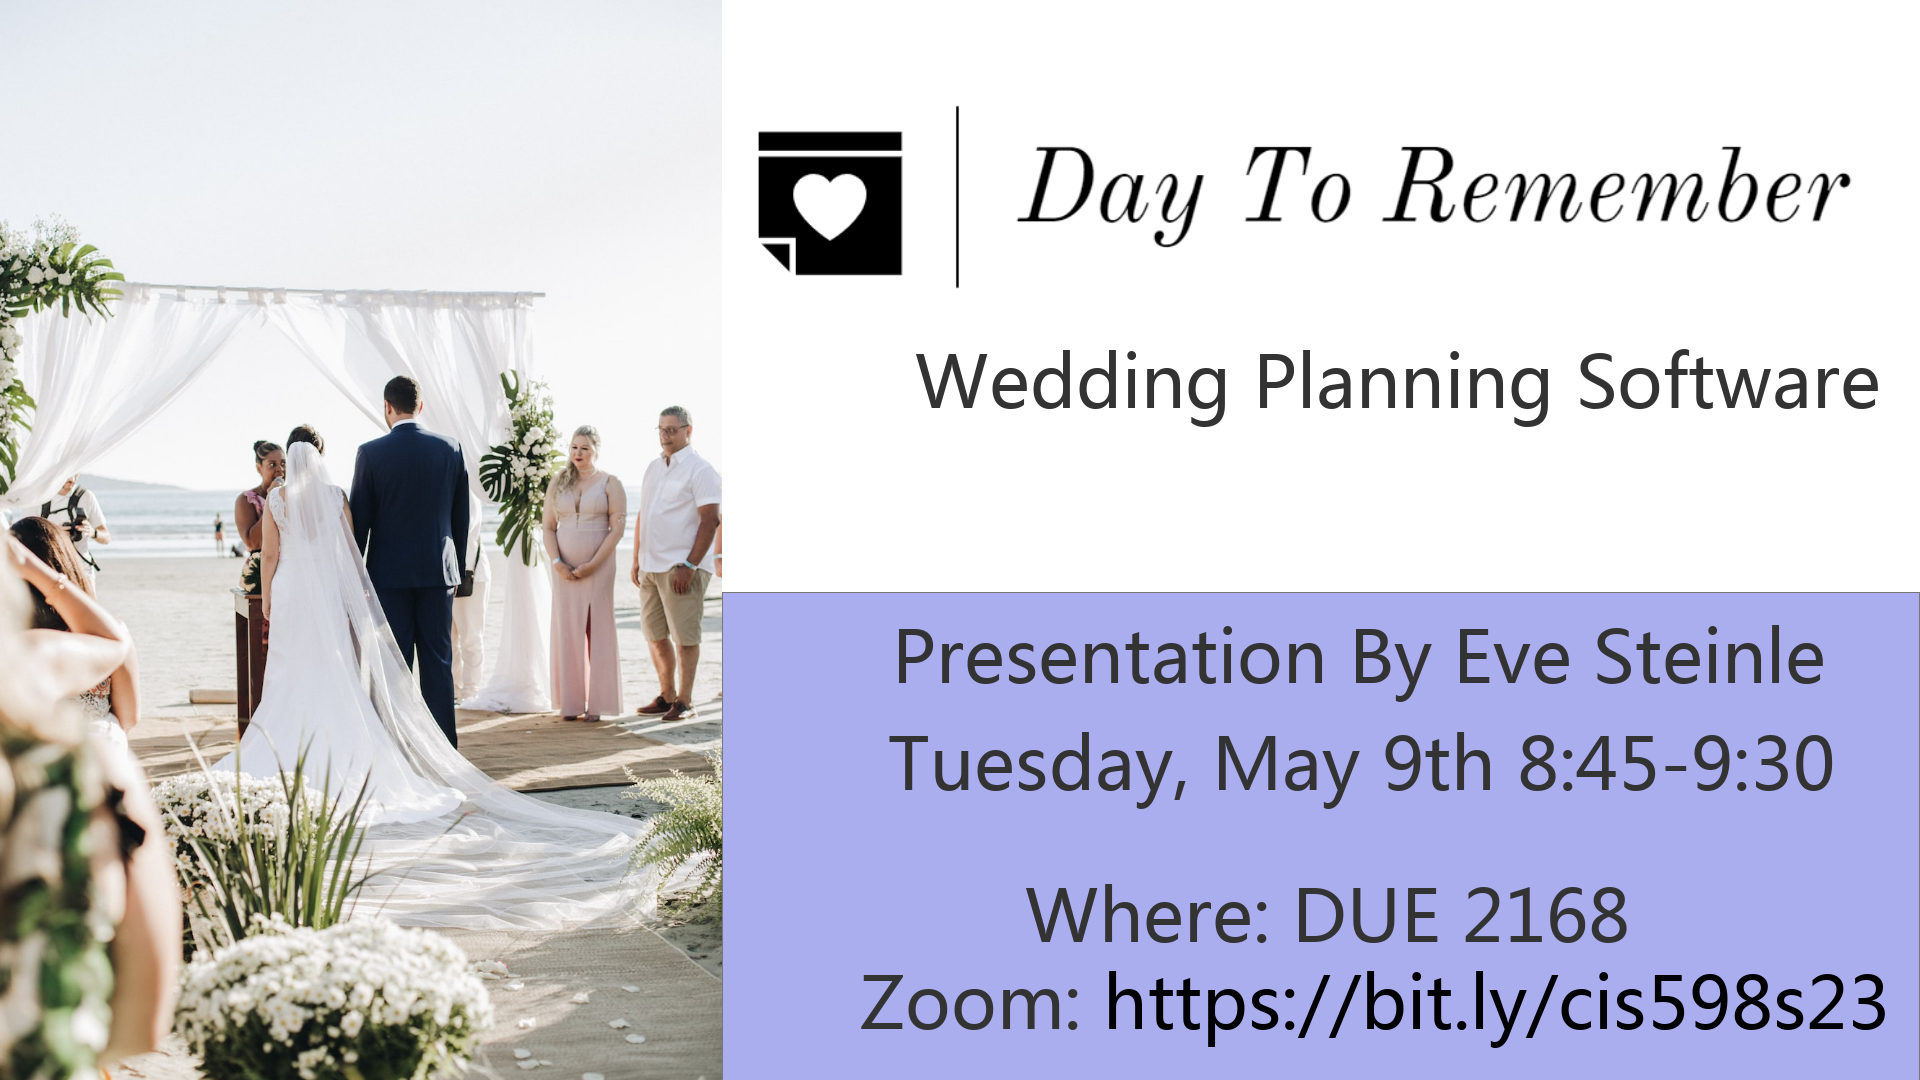 Day To Remember
Wedding Planning Software
Presentation By Eve Steinle
Tuesday, May 9th 8:45-9:30
Where: DUE 2168
Zoom: https://bit.ly/cis598s23